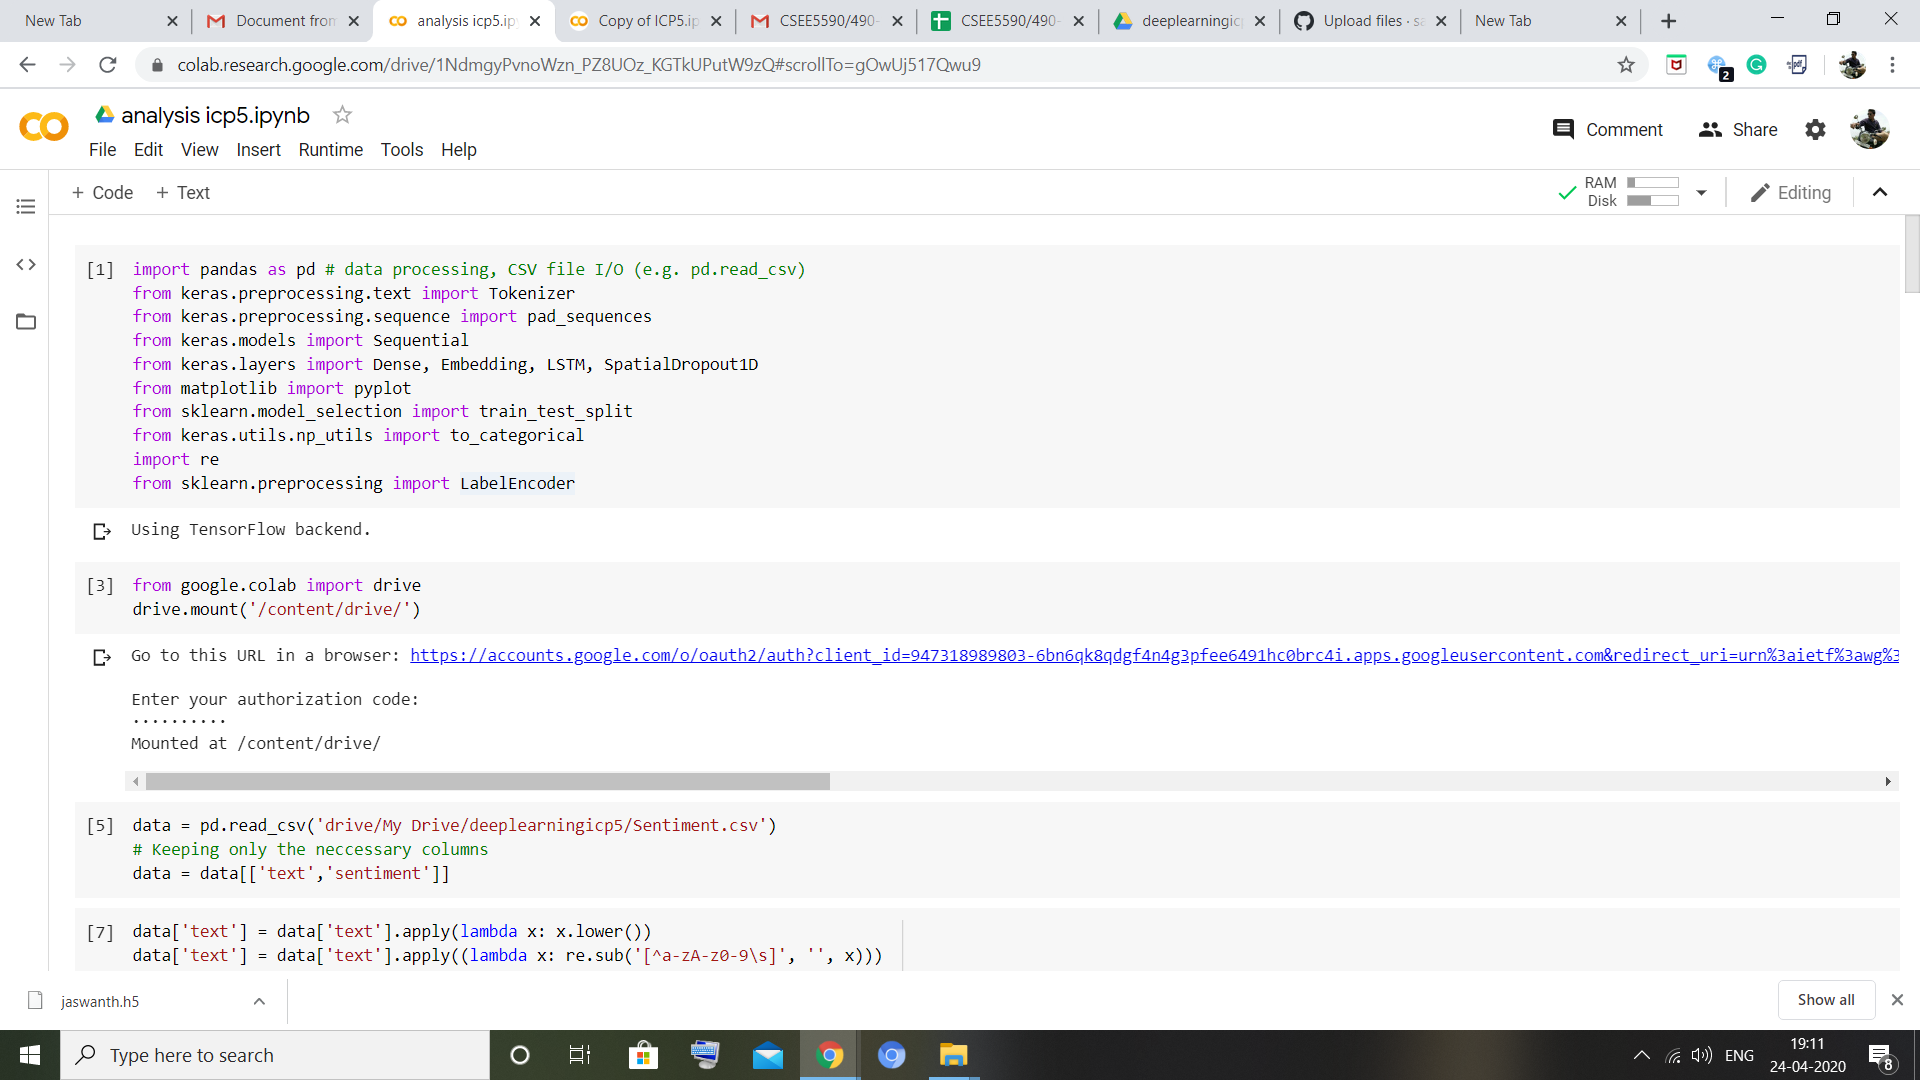 New Tab
Document from
analysis icp5.ip
Copy of ICP5.ip
CSEE5590/490-
CSEE5590/490-
deeplearningic
Upload files · sa
New Tab
colab.research.google.com/drive/1NdmgyPvnoWzn_PZ8UOz_KGTkUPutW9zQ#scrollTo=gOwUj517Qwu9
2
analysis icp5.ipynb
Comment
Share
File Edit View Insert Runtime Tools Help
+ Code + Text
RAM
Disk
Editing
[1] import pandas as pd # data processing, CSV file I/O (e.g. pd.read_csv)
from keras.preprocessing.text import Tokenizer
from keras.preprocessing.sequence import pad_sequences
from keras.models import Sequential
from keras.layers import Dense, Embedding, LSTM, SpatialDropout1D
from matplotlib import pyplot
from sklearn.model_selection import train_test_split
from keras.utils.np_utils import to_categorical
import re
from sklearn.preprocessing import LabelEncoder
Using TensorFlow backend.
[3] from google.colab import drive
drive.mount('/content/drive/')
Go to this URL in a browser: https://accounts.google.com/o/oauth2/auth?client_id=947318989803-6bn6qk8qdgf4n4g3pfee6491hc0brc4i.apps.googleusercontent.com&redirect_uri=urn%3aietf%3awg%3
Enter your authorization code:
··········
Mounted at /content/drive/
[5] data = pd.read_csv('drive/My Drive/deeplearningicp5/Sentiment.csv')
# Keeping only the neccessary columns
data = data[['text','sentiment']]
[7] data['text'] = data['text'].apply(lambda x: x.lower())
data['text'] = data['text'].apply((lambda x: re.sub('[^a-zA-z0-9\s]', '', x)))
jaswanth.h5
Show all
Type here to search
ENG
19:11
24-04-2020
8